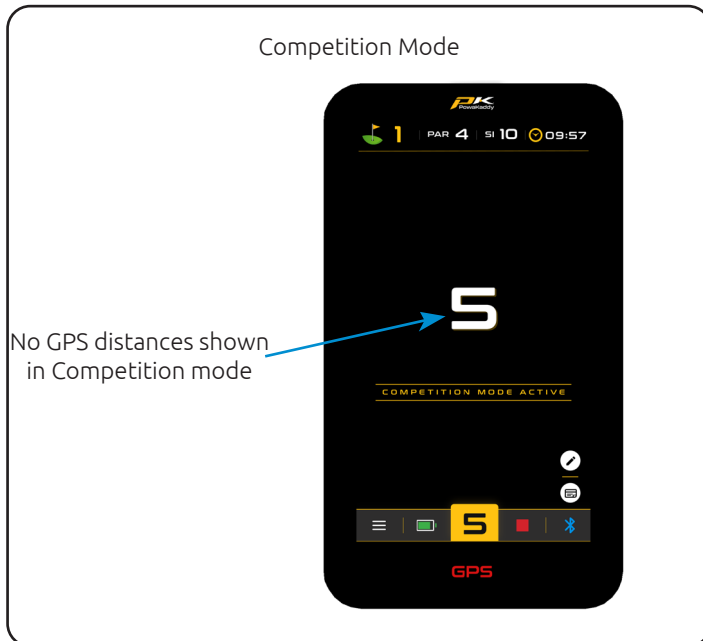 Competition Mode
PK
PowaKaddy
1 PAR 4 SI 10 09:57
5
No GPS distances shown
in Competition mode
COMPETITION MODE ACTIVE
5
GPS